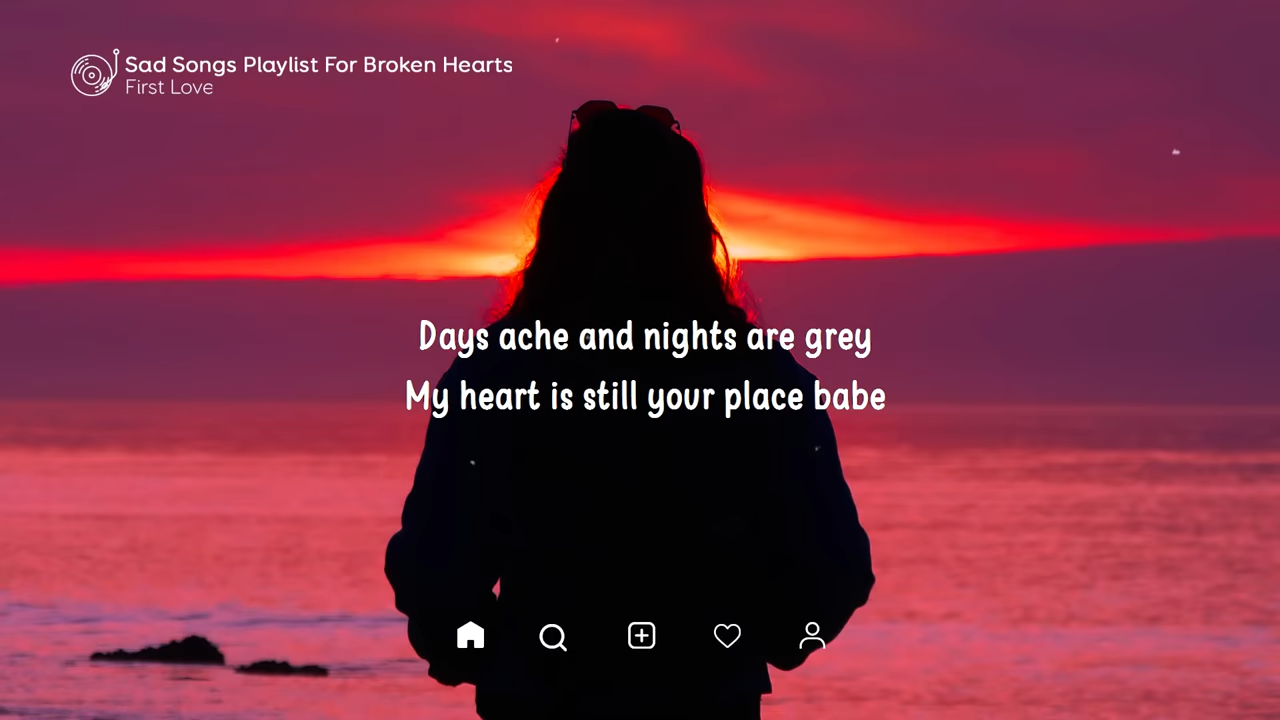 Sad Songs Playlist For Broken Hearts
First Love
Days ache and nights are grey
My heart is still your place babe